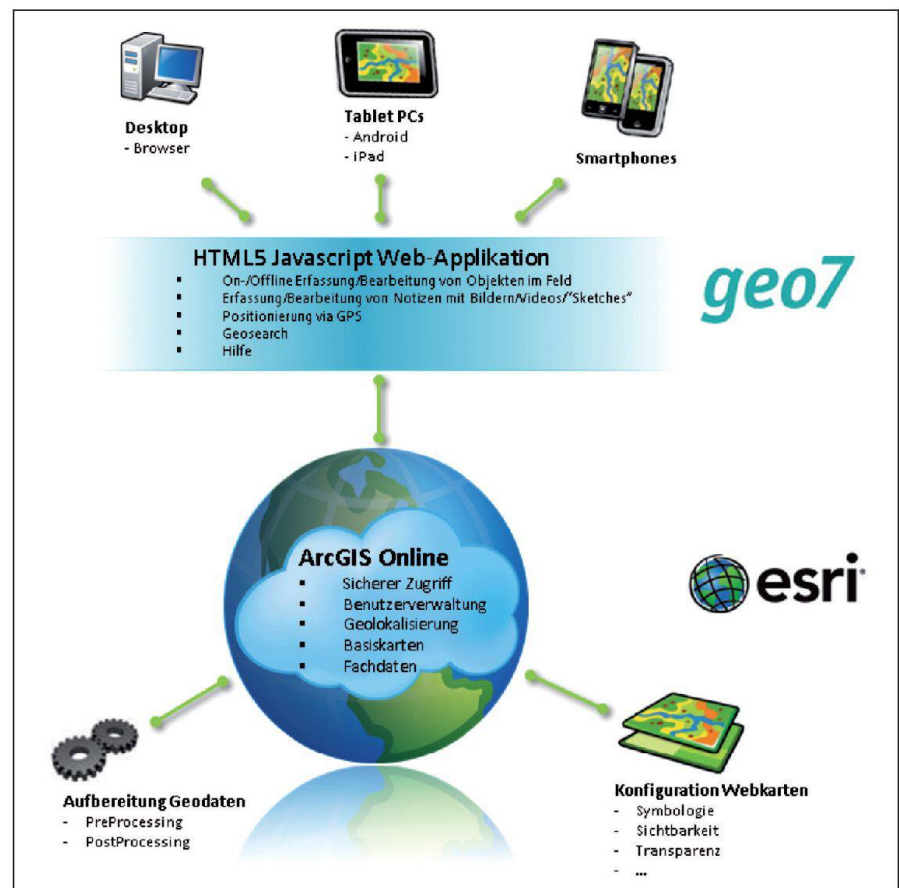 Desktop
- Browser
Tablet PCs
- Android
- iPad
Smartphones
HTML5 Javascript Web-Applikation
▪ On-/Offline Erfassung/Bearbeitung von Objekten im Feld
▪ Erfassung/Bearbeitung von Notizen mit Bildern/Videos/"Sketches"
▪ Positionierung via GPS
▪ Geosearch
▪ Hilfe
geo7
ArcGIS Online
▪ Sicherer Zugriff
▪ Benutzerverwaltung
▪ Geolokalisierung
▪ Basiskarten
▪ Fachdaten
esri
Aufbereitung Geodaten
- PreProcessing
- PostProcessing
Konfiguration Webkarten
- Symbologie
- Sichtbarkeit
- Transparenz
- ...